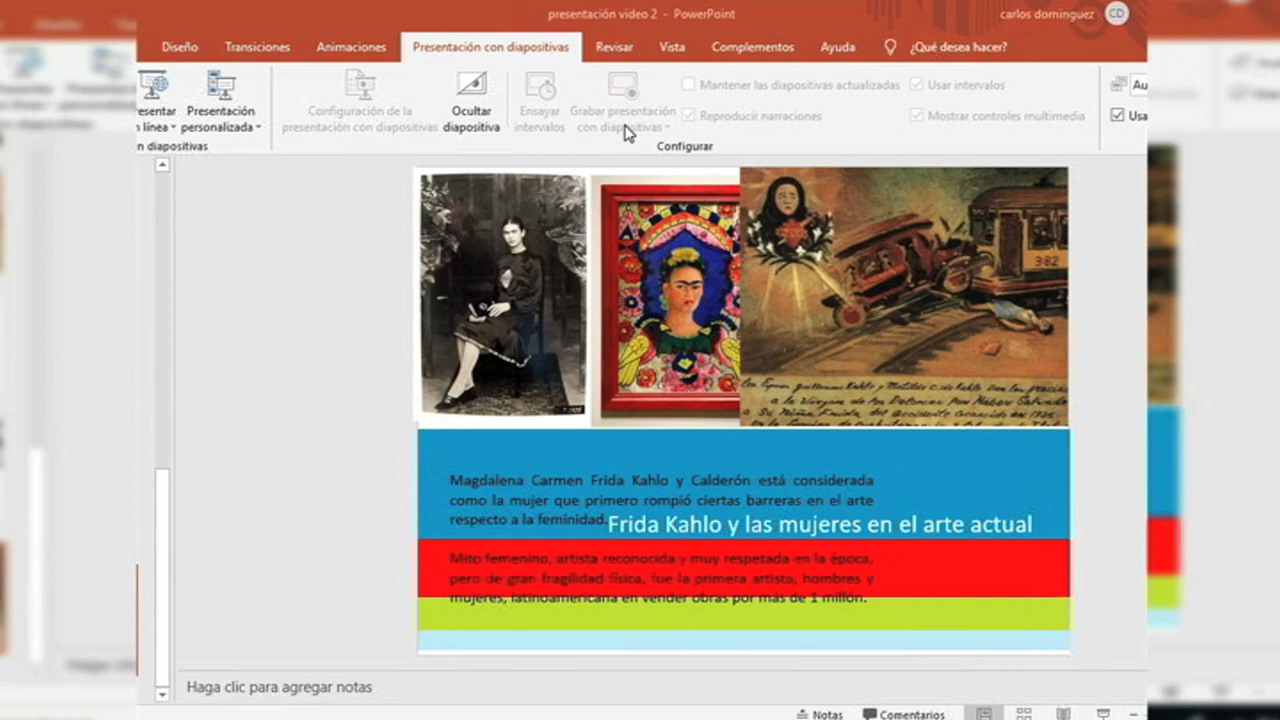 presentación video 2 - PowerPoint
carlos dominguez CD
Diseño Transiciones Animaciones Presentación con diapositivas Revisar Vista Complementos Ayuda ¿Qué desea hacer?
Presentación
personalizada
Configuración de la
presentación con diapositivas
Ocultar
diapositiva
Ensayar
intervalos
Grabar presentación
con diapositivas
Mantener las diapositivas actualizadas
Reproducir narraciones
Usar intervalos
Mostrar controles multimedia
Au
Usa
n diapositivas
Configurar
382
Magdalena Carmen Frida Kahlo y Calderón está considerada
como la mujer que primero rompió ciertas barreras en el arte
respecto a la feminidad.
Frida Kahlo y las mujeres en el arte actual
Mito femenino, artista reconocida y muy respetada en la época,
pero de gran fragilidad física, fue la primera artista, hombres y
mujeres, latinoamericana en vender obras por más de 1 millón.
Haga clic para agregar notas
Notas Comentarios